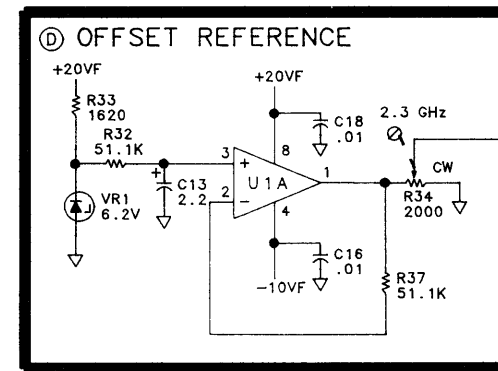 D OFFSET REFERENCE
+20VF
+20VF
R33
1620
R32
51.1K
C18
.01
2.3 GHz
3
+
8
+
C13
2.2
U1A
1
CW
VR1
6.2V
2
−
4
R34
2000
C16
.01
−10VF
R37
51.1K